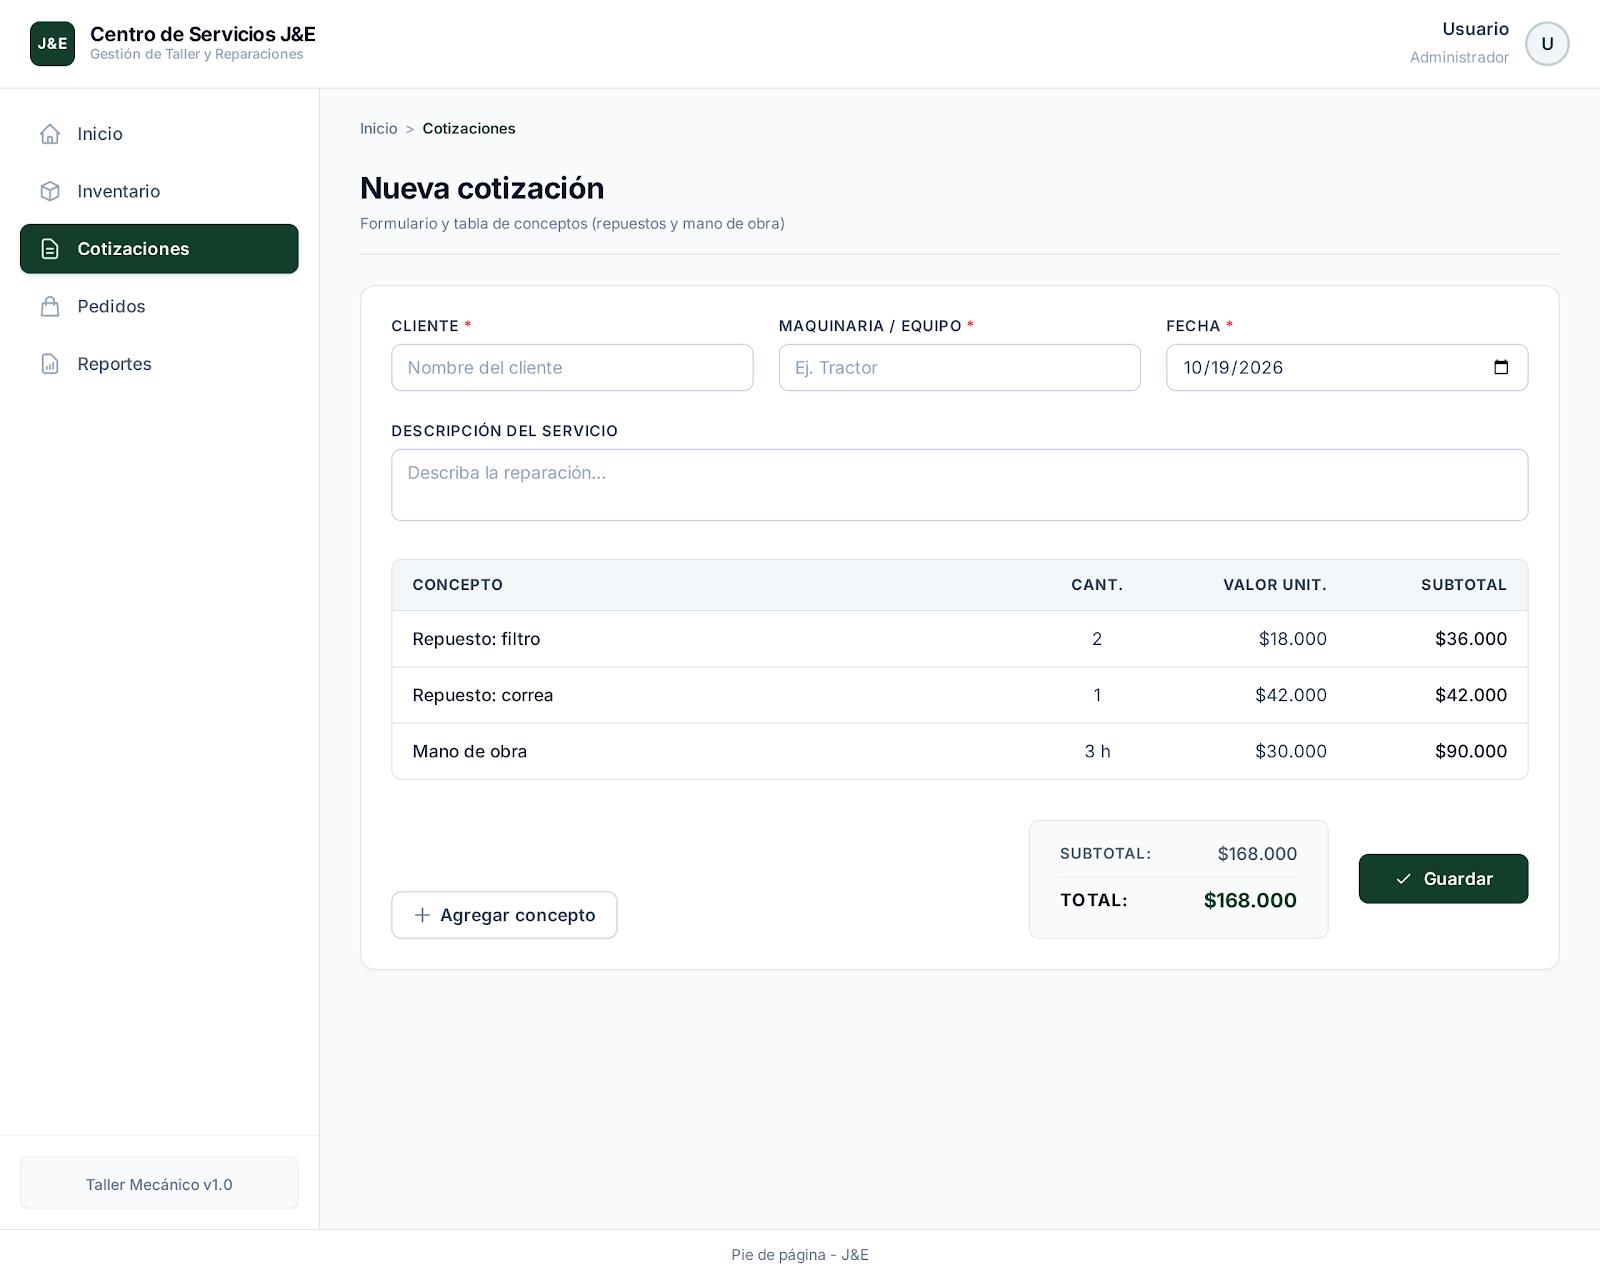 J&E
Centro de Servicios J&E
Gestión de Taller y Reparaciones
Usuario
Administrador
U
Inicio
Inventario
Cotizaciones
Pedidos
Reportes
Taller Mecánico v1.0
Inicio > Cotizaciones
Nueva cotización
Formulario y tabla de conceptos (repuestos y mano de obra)
CLIENTE * MAQUINARIA / EQUIPO * FECHA *
Nombre del cliente Ej. Tractor 10/19/2026
DESCRIPCIÓN DEL SERVICIO
Describa la reparación...
CONCEPTO CANT. VALOR UNIT. SUBTOTAL
Repuesto: filtro 2 $18.000 $36.000
Repuesto: correa 1 $42.000 $42.000
Mano de obra 3 h $30.000 $90.000
SUBTOTAL: $168.000
TOTAL: $168.000
Guardar
Agregar concepto
Pie de página - J&E